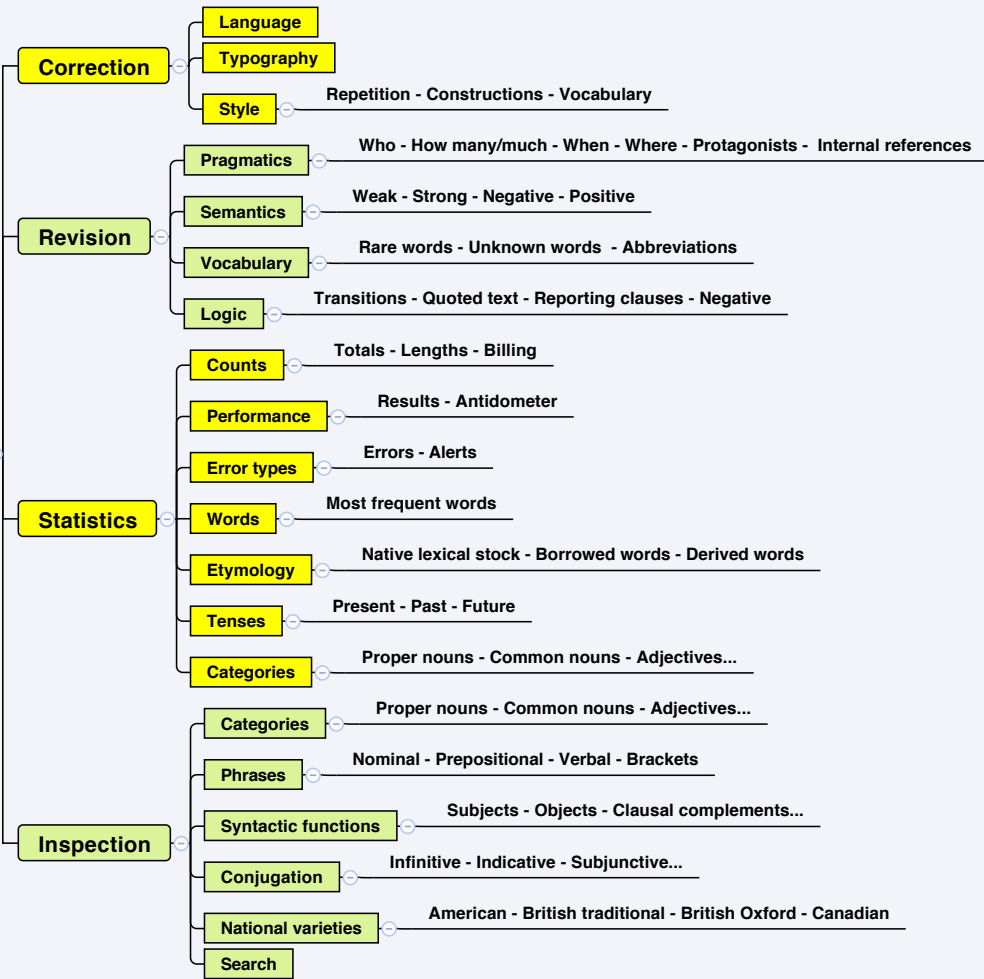 Correction
Language
Typography
Style
Repetition - Constructions - Vocabulary
Revision
Pragmatics
Who - How many/much - When - Where - Protagonists -  Internal references
Semantics
Weak - Strong - Negative - Positive
Vocabulary
Rare words - Unknown words  - Abbreviations
Logic
Transitions - Quoted text - Reporting clauses - Negative
Statistics
Counts
Totals - Lengths - Billing
Performance
Results - Antidometer
Error types
Errors - Alerts
Words
Most frequent words
Etymology
Native lexical stock - Borrowed words - Derived words
Tenses
Present - Past - Future
Categories
Proper nouns - Common nouns - Adjectives...
Inspection
Categories
Proper nouns - Common nouns - Adjectives...
Phrases
Nominal - Prepositional - Verbal - Brackets
Syntactic functions
Subjects - Objects - Clausal complements...
Conjugation
Infinitive - Indicative - Subjunctive...
National varieties
American - British traditional - British Oxford - Canadian
Search